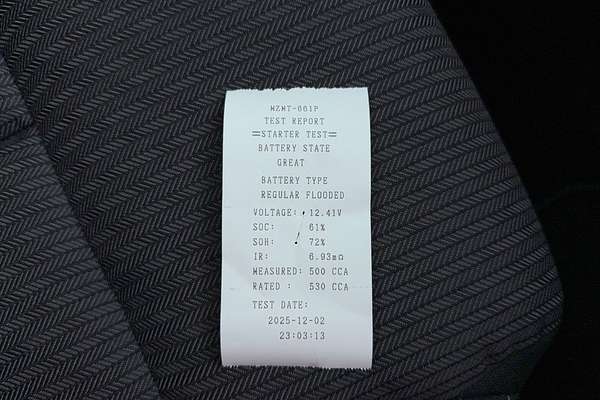 MZMT-061P
TEST REPORT
=STARTER TEST=
BATTERY STATE
GREAT
BATTERY TYPE
REGULAR FLOODED
VOLTAGE: 12.41V
SOC: 61%
SOH: 72%
IR: 6.93mΩ
MEASURED: 500 CCA
RATED : 530 CCA
TEST DATE:
2025-12-02
23:03:13